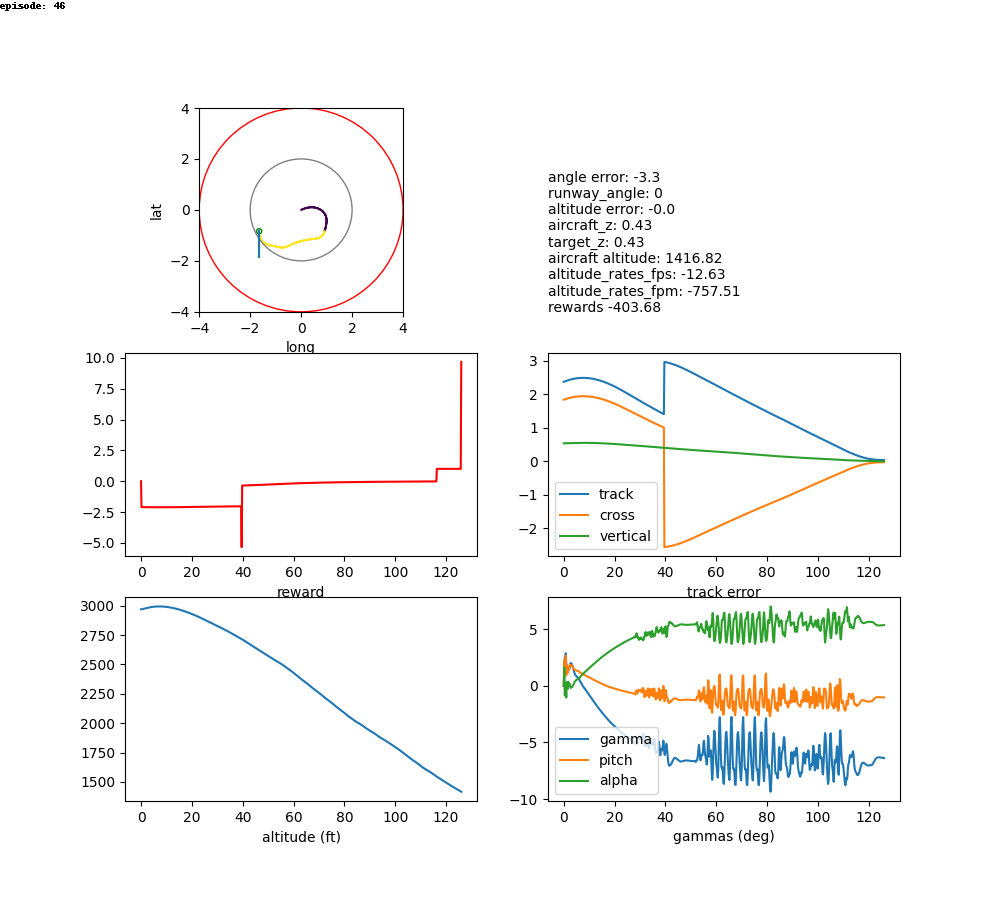 episode: 46
4
2
0
−2
−4
lat
−4 −2 0 2 4
long
angle error: -3.3
runway_angle: 0
altitude error: -0.0
aircraft_z: 0.43
target_z: 0.43
aircraft altitude: 1416.82
altitude_rates_fps: -12.63
altitude_rates_fpm: -757.51
rewards -403.68
10.0
7.5
5.0
2.5
0.0
−2.5
−5.0
0 20 40 60 80 100 120
reward
3
2
1
0
−1
−2
track
cross
vertical
0 20 40 60 80 100 120
track error
3000
2750
2500
2250
2000
1750
1500
0 20 40 60 80 100 120
altitude (ft)
5
0
−5
−10
gamma
pitch
alpha
0 20 40 60 80 100 120
gammas (deg)